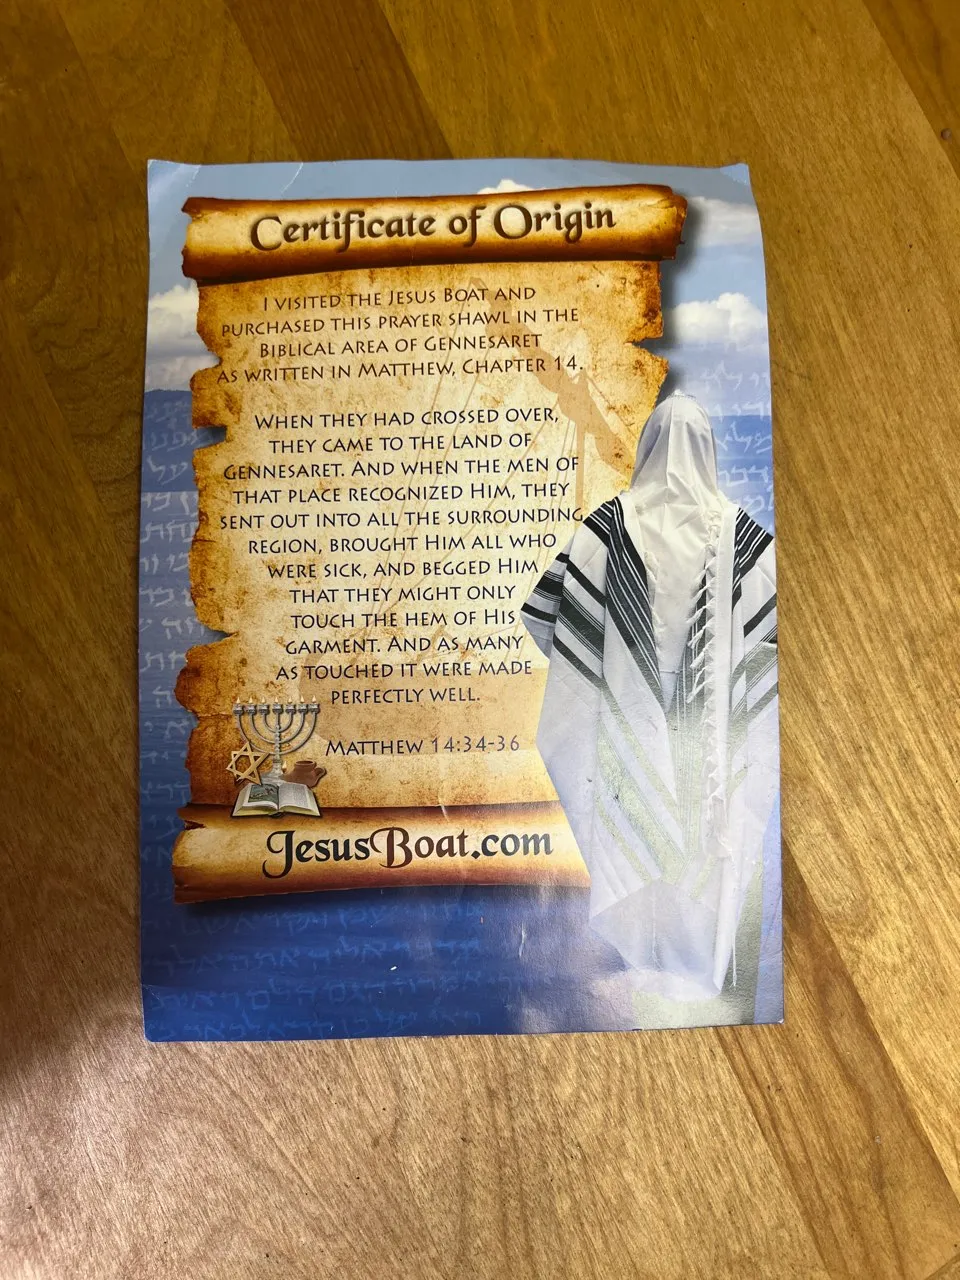 Certificate of Origin
I VISITED THE JESUS BOAT AND
PURCHASED THIS PRAYER SHAWL IN THE
BIBLICAL AREA OF GENNESARET
AS WRITTEN IN MATTHEW, CHAPTER 14.
WHEN THEY HAD CROSSED OVER,
THEY CAME TO THE LAND OF
GENNESARET. AND WHEN THE MEN OF
THAT PLACE RECOGNIZED HIM, THEY
SENT OUT INTO ALL THE SURROUNDING
REGION, BROUGHT HIM ALL WHO
WERE SICK, AND BEGGED HIM
THAT THEY MIGHT ONLY
TOUCH THE HEM OF HIS
GARMENT. AND AS MANY
AS TOUCHED IT WERE MADE
PERFECTLY WELL.
MATTHEW 14:34-36
JesusBoat.com